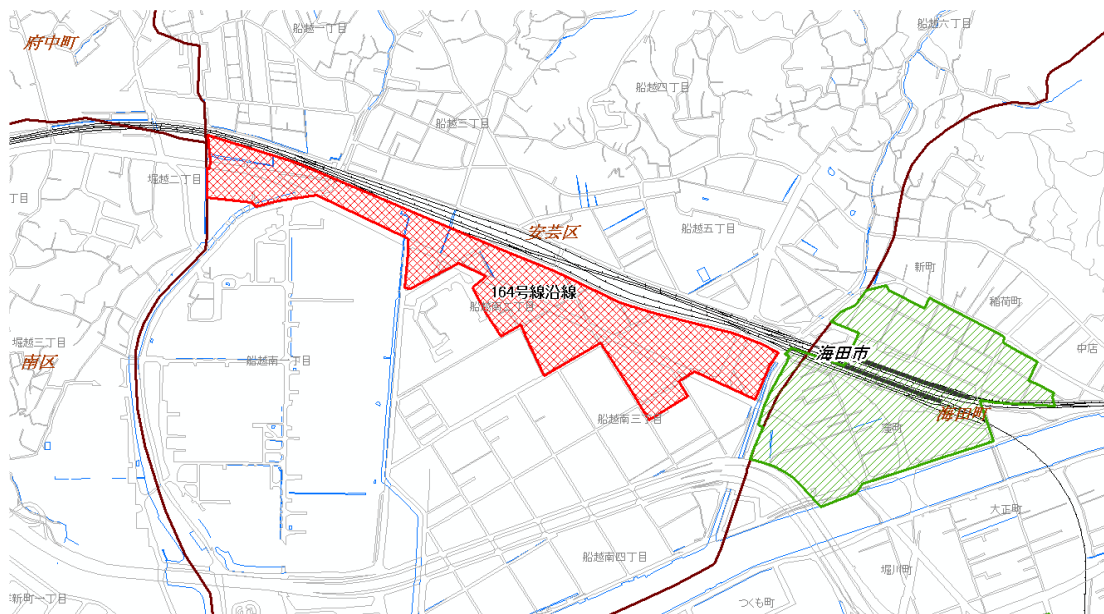 船越一丁目
船越六丁目
府中町
船越四丁目
船越三丁目
堀越二丁目
丁目
船越五丁目
安芸区
新町
164号線沿線
稲荷町
船越南二丁目
堀越三丁目
中店
海田市
南区
船越南一丁目
海田町
船越南三丁目
窪町
大正町
船越南四丁目
堀川町
新町一丁目
つくも町